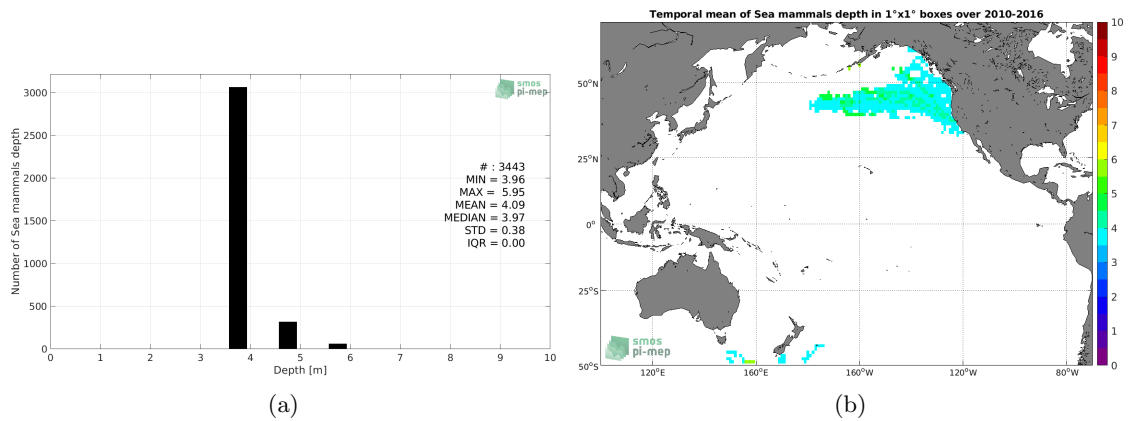 Temporal mean of Sea mammals depth in 1°x1° boxes over 2010-2016
smos
pi-mep
Number of Sea mammals depth
3000
2500
2000
1500
1000
500
0
# : 3443
MIN = 3.96
MAX = 5.95
MEAN = 4.09
MEDIAN = 3.97
STD = 0.38
IQR = 0.00
0 1 2 3 4 5 6 7 8 9 10
Depth [m]
(a)
50°N
25°N
0°
25°S
50°S
smos
pi-mep
120°E 160°E 160°W 120°W 80°W
10
9
8
7
6
5
4
3
2
1
0
(b)